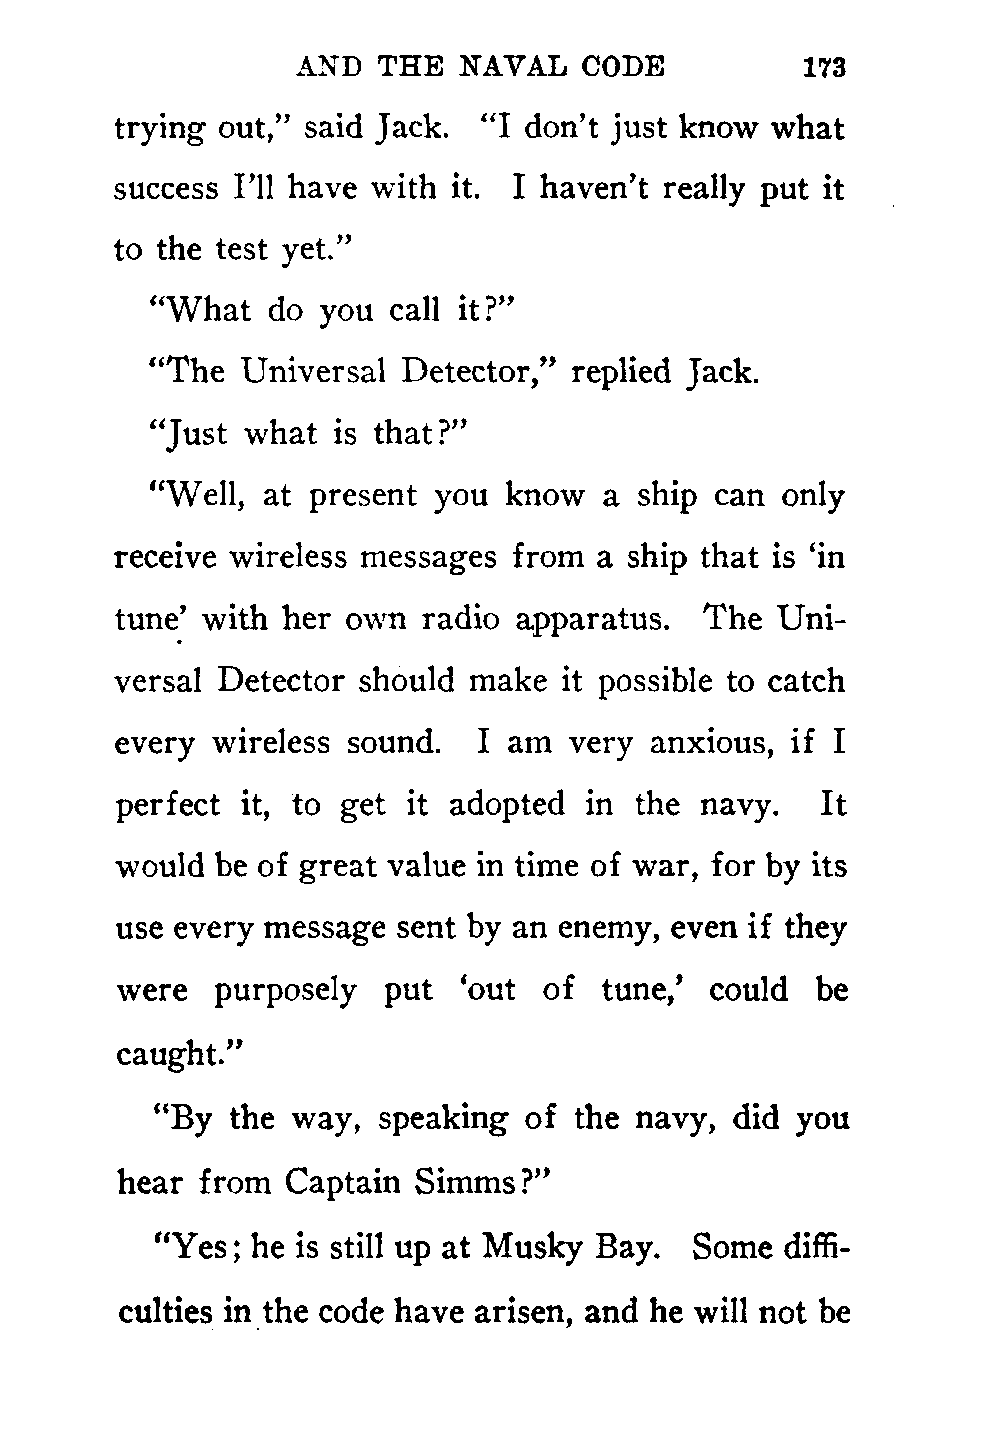 AND THE NAVAL CODE 173
trying out,” said Jack. “I don’t just know what
success I’ll have with it. I haven’t really put it
to the test yet.”
“What do you call it?”
“The Universal Detector,” replied Jack.
“Just what is that?”
“Well, at present you know a ship can only
receive wireless messages from a ship that is ‘in
tune’ with her own radio apparatus. The Uni-
versal Detector should make it possible to catch
every wireless sound. I am very anxious, if I
perfect it, to get it adopted in the navy. It
would be of great value in time of war, for by its
use every message sent by an enemy, even if they
were purposely put ‘out of tune,’ could be
caught.”
“By the way, speaking of the navy, did you
hear from Captain Simms?”
“Yes; he is still up at Musky Bay. Some diffi-
culties in the code have arisen, and he will not be